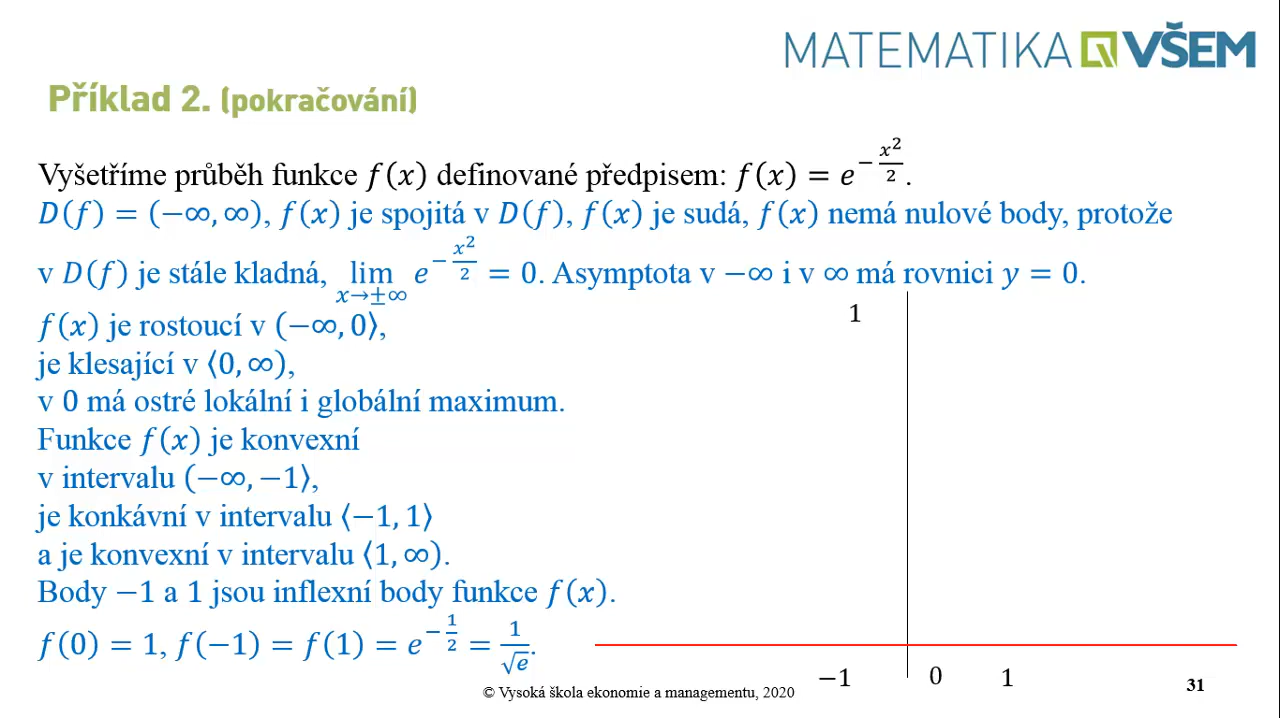 MATEMATIKA VŠEM
Příklad 2. (pokračování)
Vyšetříme průběh funkce f(x) definované předpisem: f(x) = e^{−x²/2}.
D(f) = (−∞, ∞), f(x) je spojitá v D(f), f(x) je sudá, f(x) nemá nulové body, protože
v D(f) je stále kladná, lim_{x→±∞} e^{−x²/2} = 0. Asymptota v −∞ i v ∞ má rovnici y = 0.
f(x) je rostoucí v (−∞, 0⟩,
je klesající v ⟨0, ∞),
v 0 má ostré lokální i globální maximum.
Funkce f(x) je konvexní
v intervalu (−∞, −1⟩,
je konkávní v intervalu ⟨−1, 1⟩
a je konvexní v intervalu ⟨1, ∞).
Body −1 a 1 jsou inflexní body funkce f(x).
f(0) = 1, f(−1) = f(1) = e^{−1/2} = 1/√e.
1
−1 0 1
© Vysoká škola ekonomie a managementu, 2020
31